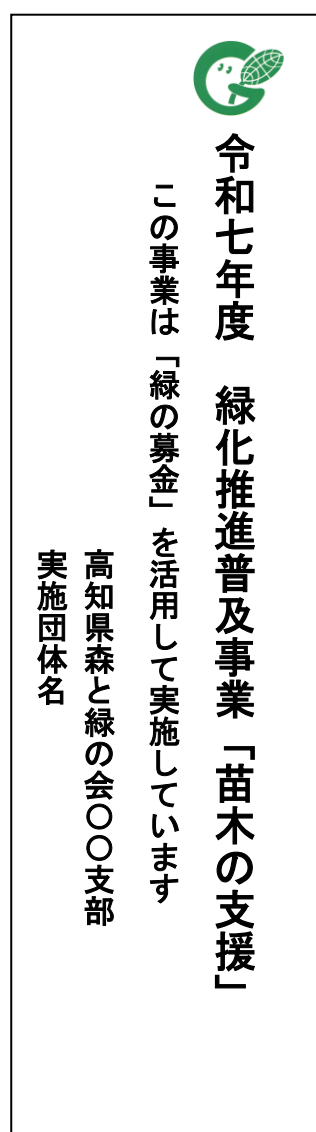 令和七年度　緑化推進普及事業「苗木の支援」
この事業は「緑の募金」を活用して実施しています
高知県森と緑の会〇〇支部
実施団体名